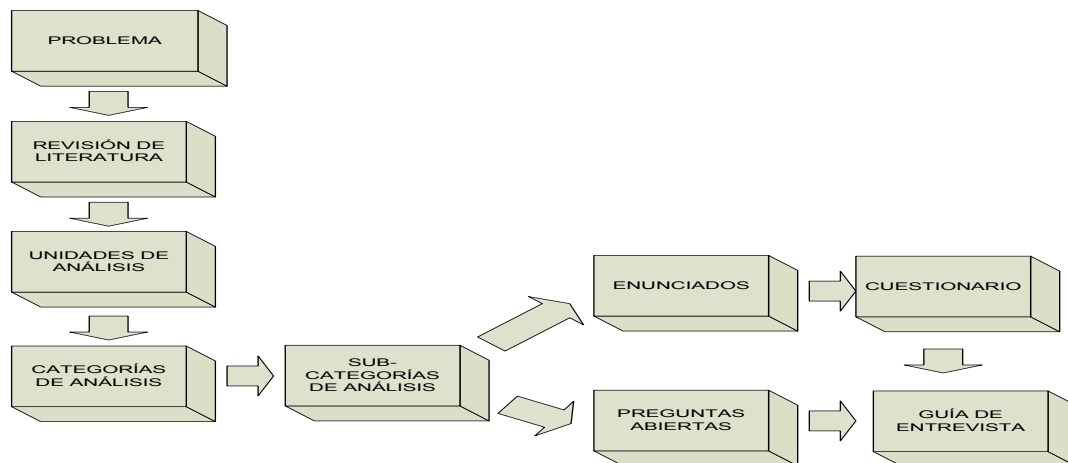 PROBLEMA
REVISIÓN DE
LITERATURA
UNIDADES DE
ANÁLISIS
CATEGORÍAS
DE ANÁLISIS
SUB-
CATEGORÍAS
DE ANÁLISIS
ENUNCIADOS
CUESTIONARIO
PREGUNTAS
ABIERTAS
GUÍA DE
ENTREVISTA